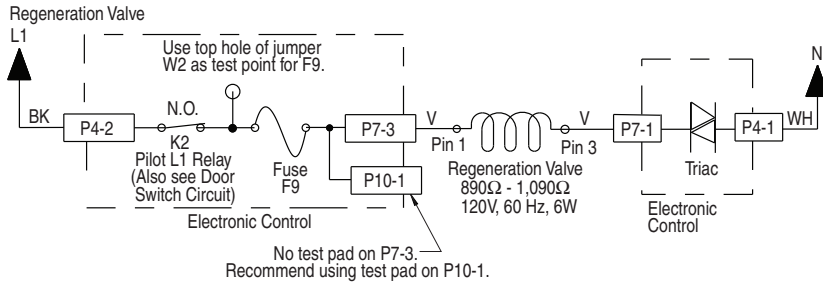 Regeneration Valve
L1
Use top hole of jumper
W2 as test point for F9.
N
BK
P4-2
N.O.
K2
Pilot L1 Relay
(Also see Door
Switch Circuit)
Fuse
F9
P7-3
P10-1
V
Pin 1
V
Pin 3
Regeneration Valve
890Ω - 1,090Ω
120V, 60 Hz, 6W
P7-1
Triac
P4-1
WH
Electronic Control
Electronic
Control
No test pad on P7-3.
Recommend using test pad on P10-1.